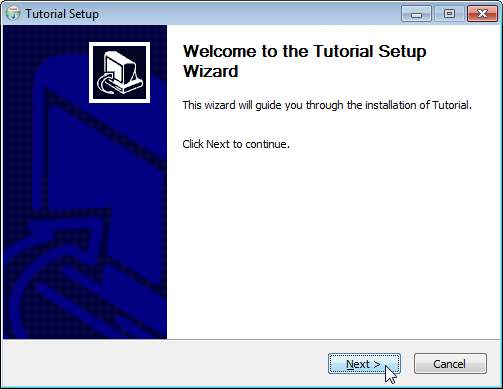 Tutorial Setup
Welcome to the Tutorial Setup
Wizard
This wizard will guide you through the installation of Tutorial.
Click Next to continue.
Next >
Cancel